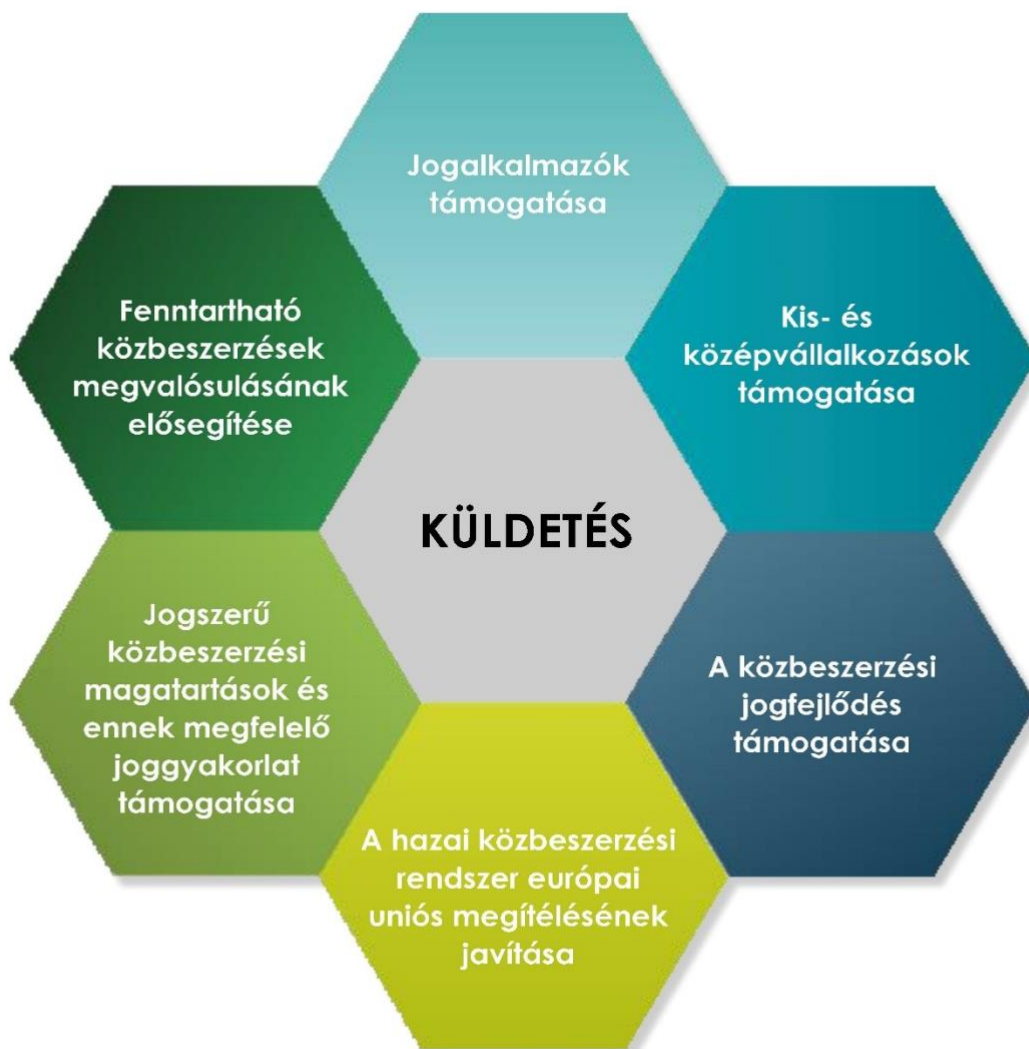 Jogalkalmazók
támogatása
Kis- és
középvállalkozások
támogatása
Fenntartható
közbeszerzések
megvalósulásának
elősegítése
KÜLDETÉS
A közbeszerzési
jogfejlődés
támogatása
Jogszerű
közbeszerzési
magatartások és
ennek megfelelő
joggyakorlat
támogatása
A hazai közbeszerzési
rendszer európai
uniós megítélésének
javítása